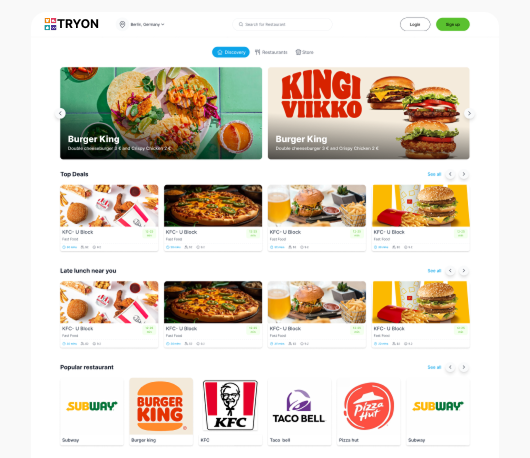 TRYON
Berlin, Germany
Search for Restaurant
Login
Sign up
Discovery
Restaurants
Store
KINGI
VIIKKO
Burger King
Double cheeseburger 3 € and Crispy Chicken 2 €
Burger King
Double cheeseburger 3 € and Crispy Chicken 2 €
Top Deals
See all
KFC- U Block
KFC- U Block
KFC- U Block
KFC- U Block
Fast Food
Fast Food
Fast Food
Fast Food
Late lunch near you
See all
KFC- U Block
KFC- U Block
KFC- U Block
KFC- U Block
Fast Food
Fast Food
Fast Food
Fast Food
Popular restaurant
See all
SUBWAY
BURGER
KING
KFC
TACO BELL
Pizza
Hut
SUBWAY
Subway
Burger king
KFC
Taco bell
Pizza hut
Subway